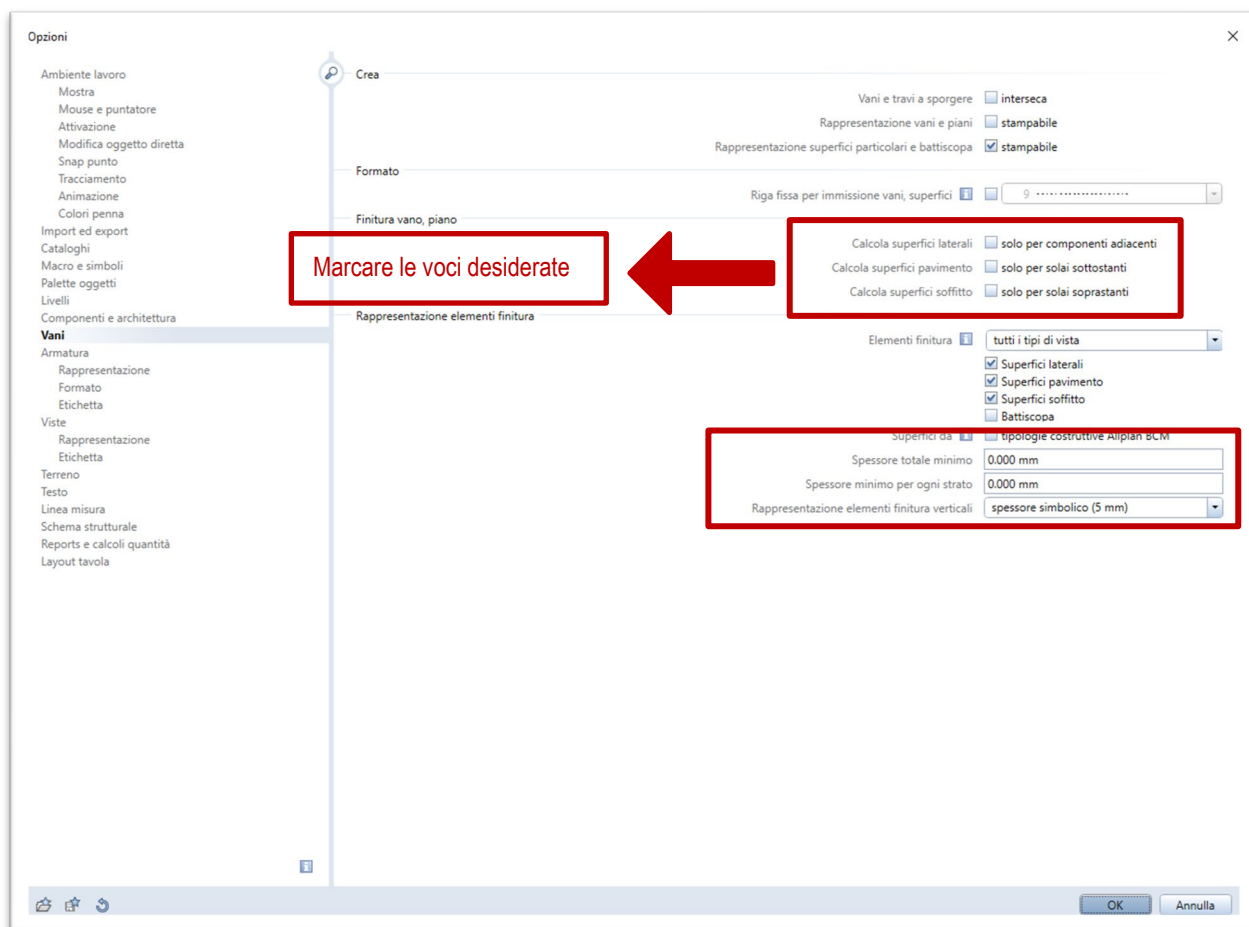 Opzioni
Ambiente lavoro
Mostra
Mouse e puntatore
Attivazione
Modifica oggetto diretta
Snap punto
Tracciamento
Animazione
Colori penna
Import ed export
Cataloghi
Macro e simboli
Palette oggetti
Livelli
Componenti e architettura
Vani
Armatura
Rappresentazione
Formato
Etichetta
Viste
Rappresentazione
Etichetta
Terreno
Testo
Linea misura
Schema strutturale
Reports e calcoli quantità
Layout tavola
Crea
Vani e travi a sporgere interseca
Rappresentazione vani e piani stampabile
Rappresentazione superfici particolari e battiscopa stampabile
Formato
Riga fissa per immissione vani, superfici 9
Finitura vano, piano
Calcola superfici laterali solo per componenti adiacenti
Calcola superfici pavimento solo per solai sottostanti
Calcola superfici soffitto solo per solai soprastanti
Marcare le voci desiderate
Rappresentazione elementi finitura
Elementi finitura tutti i tipi di vista
Superfici laterali
Superfici pavimento
Superfici soffitto
Battiscopa
Superfici da tipologie costruttive Allplan BCM
Spessore totale minimo 0.000 mm
Spessore minimo per ogni strato 0.000 mm
Rappresentazione elementi finitura verticali spessore simbolico (5 mm)
OK Annulla